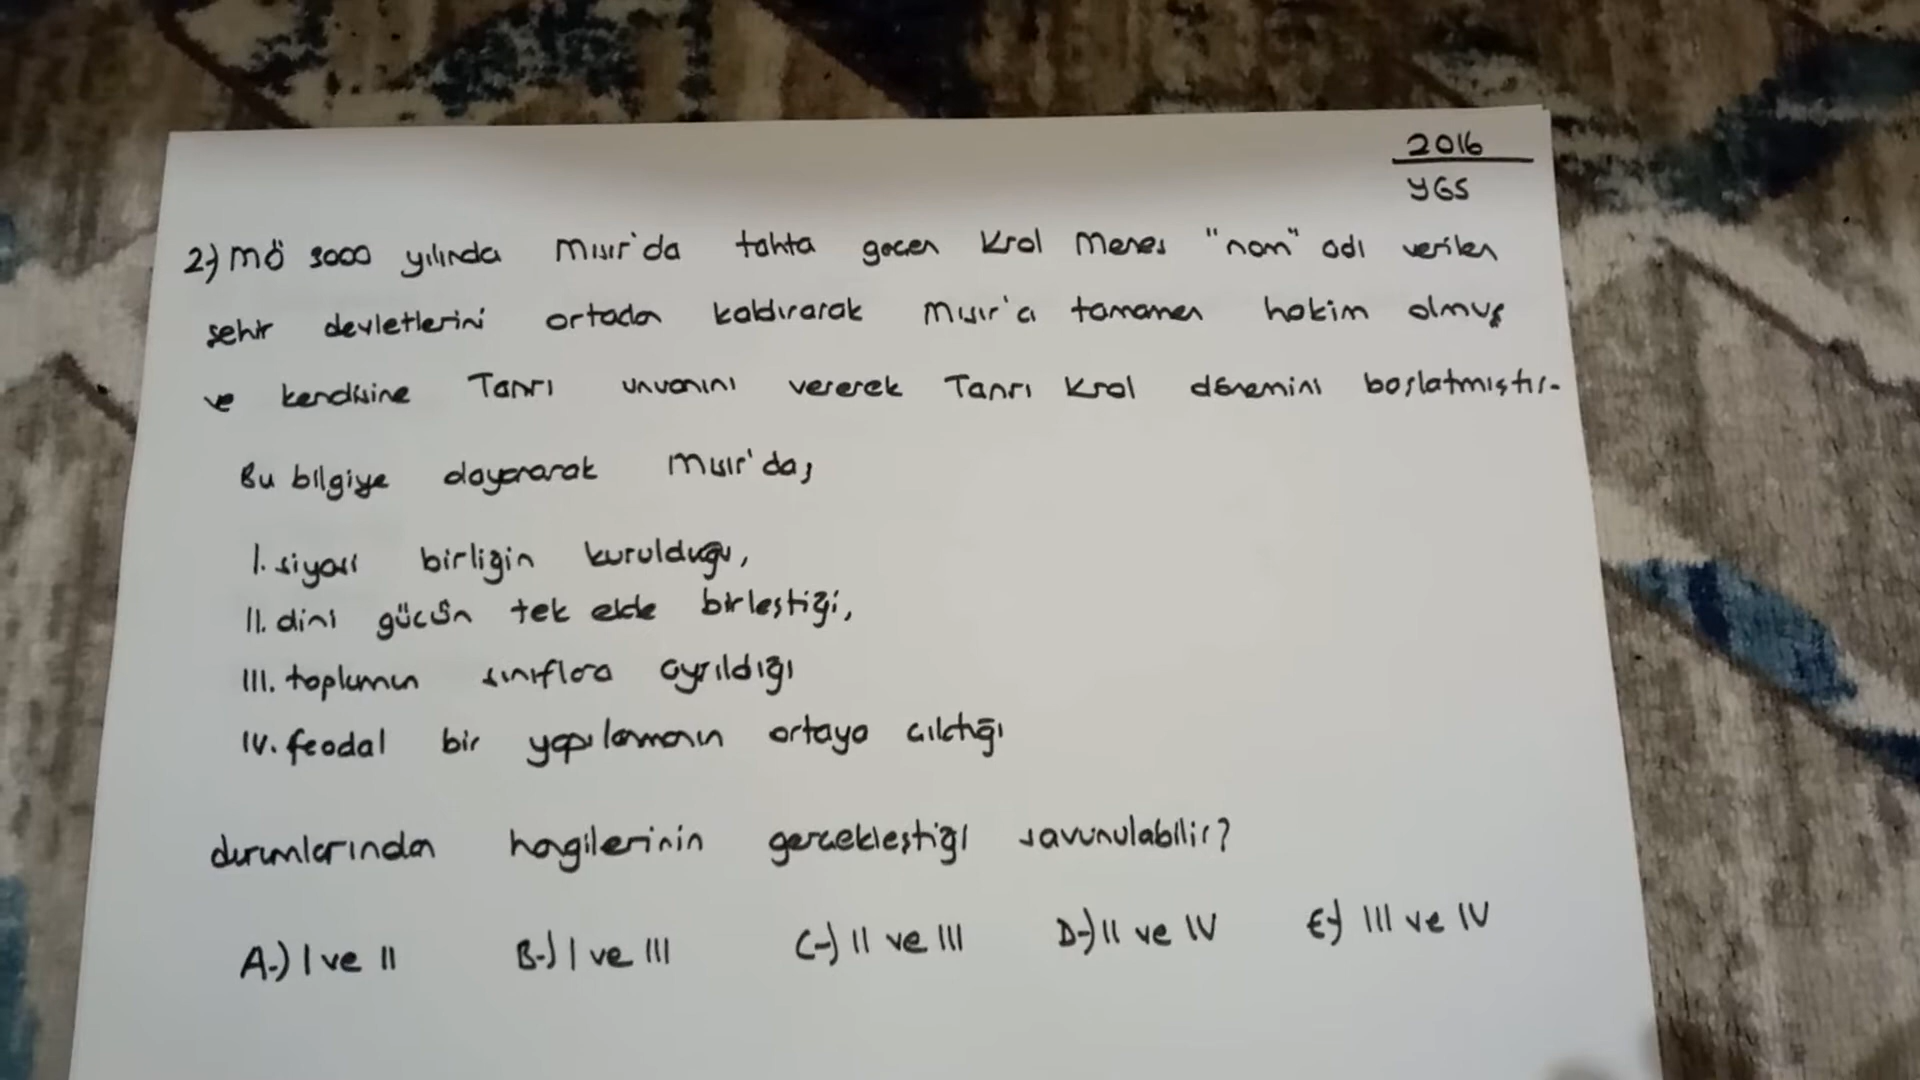 2016
YGS
2-) MÖ 3000 yılında Mısır'da tahta geçen Kral Menes "nom" adı verilen
şehir devletlerini ortadan kaldırarak Mısır'a tamamen hakim olmuş
ve kendisine Tanrı unvanını vererek Tanrı Kral dönemini başlatmıştır.
Bu bilgiye dayanarak Mısır'da;
I. siyasi birliğin kurulduğu,
II. dini gücün tek elde birleştiği,
III. toplumun sınıflara ayrıldığı
IV. feodal bir yapılanmanın ortaya çıktığı
durumlarından hangilerinin gerçekleştiği savunulabilir?
A-) I ve II B-) I ve III C-) II ve III D-) II ve IV E-) III ve IV